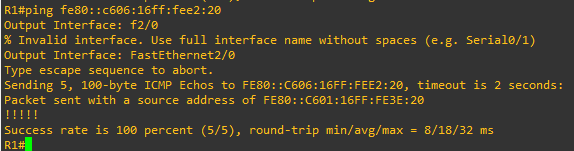 R1#ping fe80::c606:16ff:fee2:20
Output Interface: f2/0
% Invalid interface. Use full interface name without spaces (e.g. Serial0/1)
Output Interface: FastEthernet2/0
Type escape sequence to abort.
Sending 5, 100-byte ICMP Echos to FE80::C606:16FF:FEE2:20, timeout is 2 seconds:
Packet sent with a source address of FE80::C601:16FF:FE3E:20
!!!!!
Success rate is 100 percent (5/5), round-trip min/avg/max = 8/18/32 ms
R1#